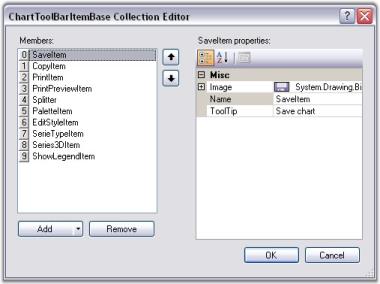 ChartToolBarItemBase Collection Editor
Members:
0 SaveItem
1 CopyItem
2 PrintItem
3 PrintPreviewItem
4 Splitter
5 PaletteItem
6 EditStyleItem
7 SerieTypeItem
8 Series3DItem
9 ShowLegendItem
Add
Remove
SaveItem properties:
Misc
Image System.Drawing.Bi
Name SaveItem
ToolTip Save chart
OK
Cancel